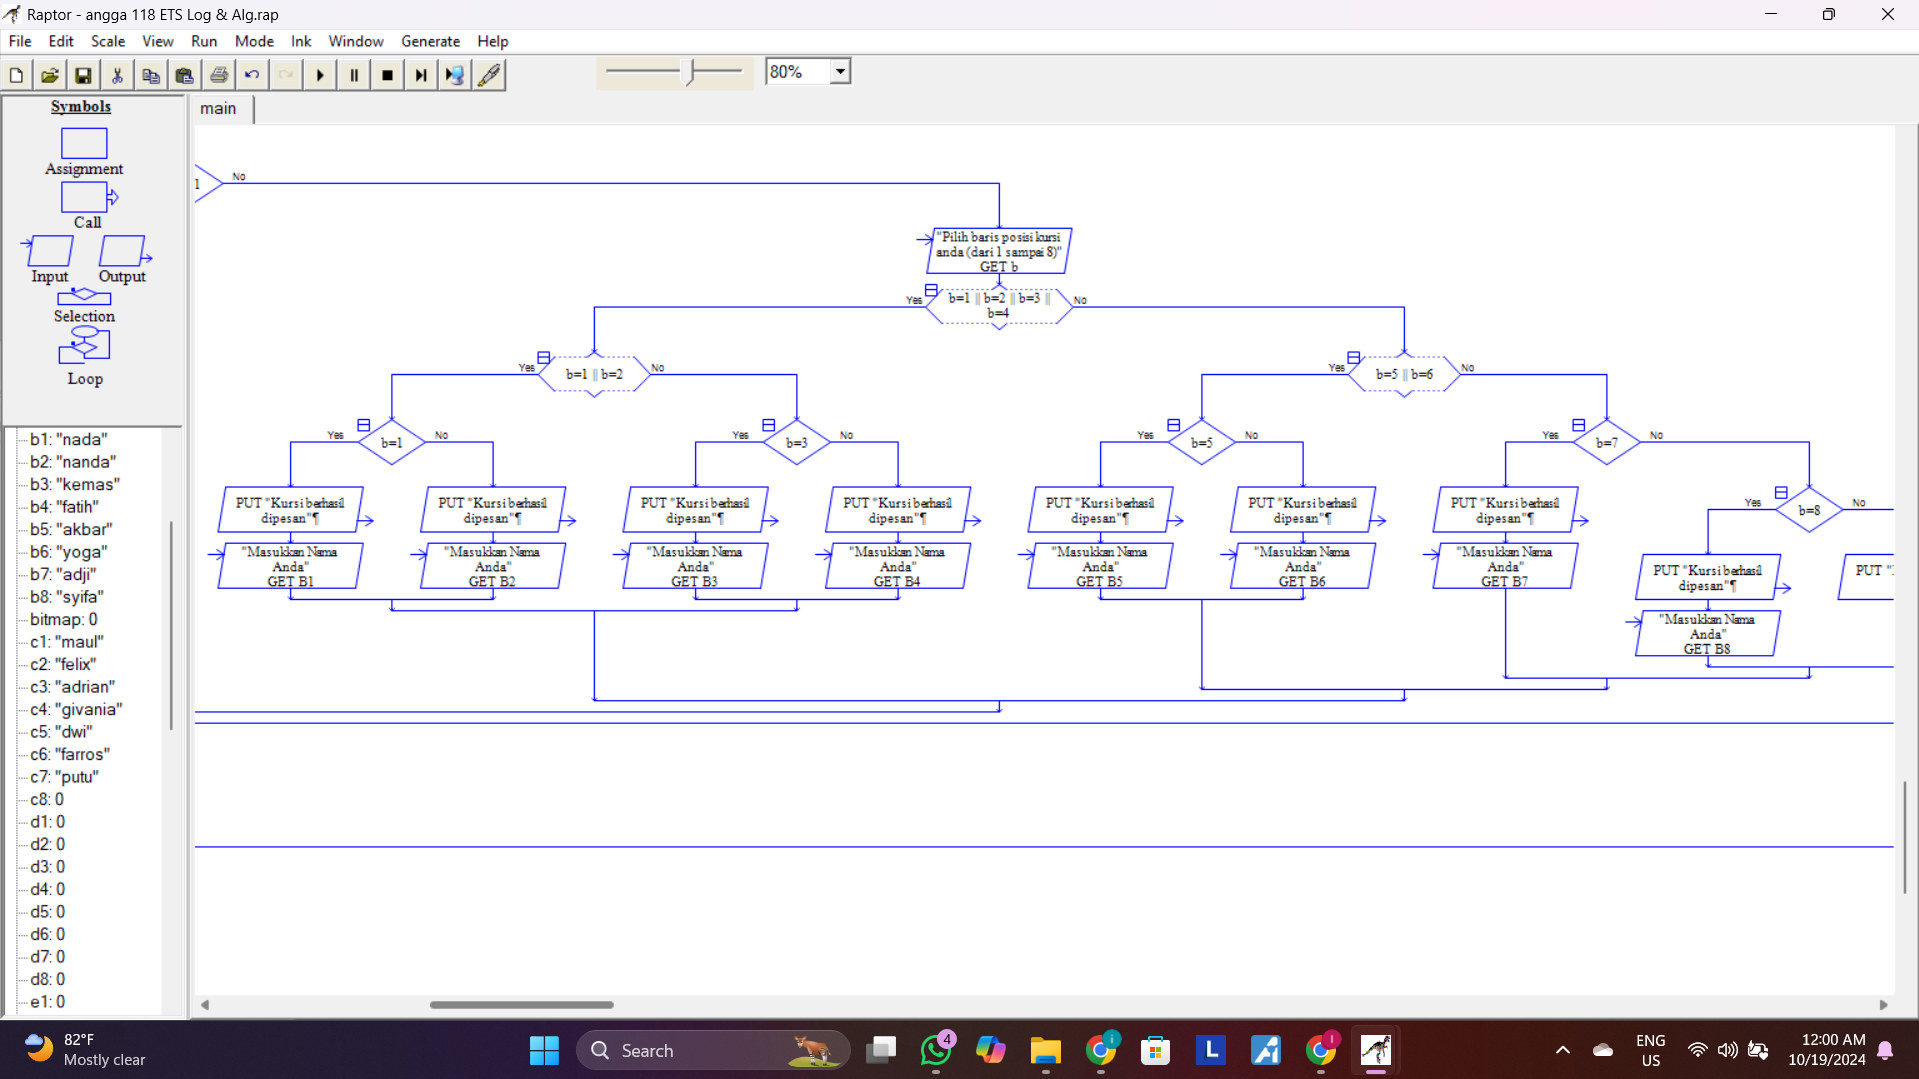 Raptor - angga 118 ETS Log & Alg.rap
File Edit Scale View Run Mode Ink Window Generate Help
80%
Symbols
Assignment
Call
Input Output
Selection
Loop
b1: "nada"
b2: "nanda"
b3: "kemas"
b4: "fatih"
b5: "akbar"
b6: "yoga"
b7: "adji"
b8: "syifa"
bitmap: 0
c1: "maul"
c2: "felix"
c3: "adrian"
c4: "givania"
c5: "dwi"
c6: "farros"
c7: "putu"
c8: 0
d1: 0
d2: 0
d3: 0
d4: 0
d5: 0
d6: 0
d7: 0
d8: 0
e1: 0
main
1
No
"Pilih baris posisi kursi
anda (dari 1 sampai 8)"
GET b
Yes
b=1 || b=2 || b=3 ||
b=4
No
Yes
b=1 || b=2
No
Yes
b=5 || b=6
No
Yes
b=1
No
Yes
b=3
No
Yes
b=5
No
Yes
b=7
No
Yes
b=8
No
PUT "Kursi berhasil
dipesan"¶
"Masukkan Nama
Anda"
GET B1
PUT "Kursi berhasil
dipesan"¶
"Masukkan Nama
Anda"
GET B2
PUT "Kursi berhasil
dipesan"¶
"Masukkan Nama
Anda"
GET B3
PUT "Kursi berhasil
dipesan"¶
"Masukkan Nama
Anda"
GET B4
PUT "Kursi berhasil
dipesan"¶
"Masukkan Nama
Anda"
GET B5
PUT "Kursi berhasil
dipesan"¶
"Masukkan Nama
Anda"
GET B6
PUT "Kursi berhasil
dipesan"¶
"Masukkan Nama
Anda"
GET B7
PUT "Kursi berhasil
dipesan"¶
"Masukkan Nama
Anda"
GET B8
PUT "
82°F
Mostly clear
Search
4
L
ENG
US
12:00 AM
10/19/2024